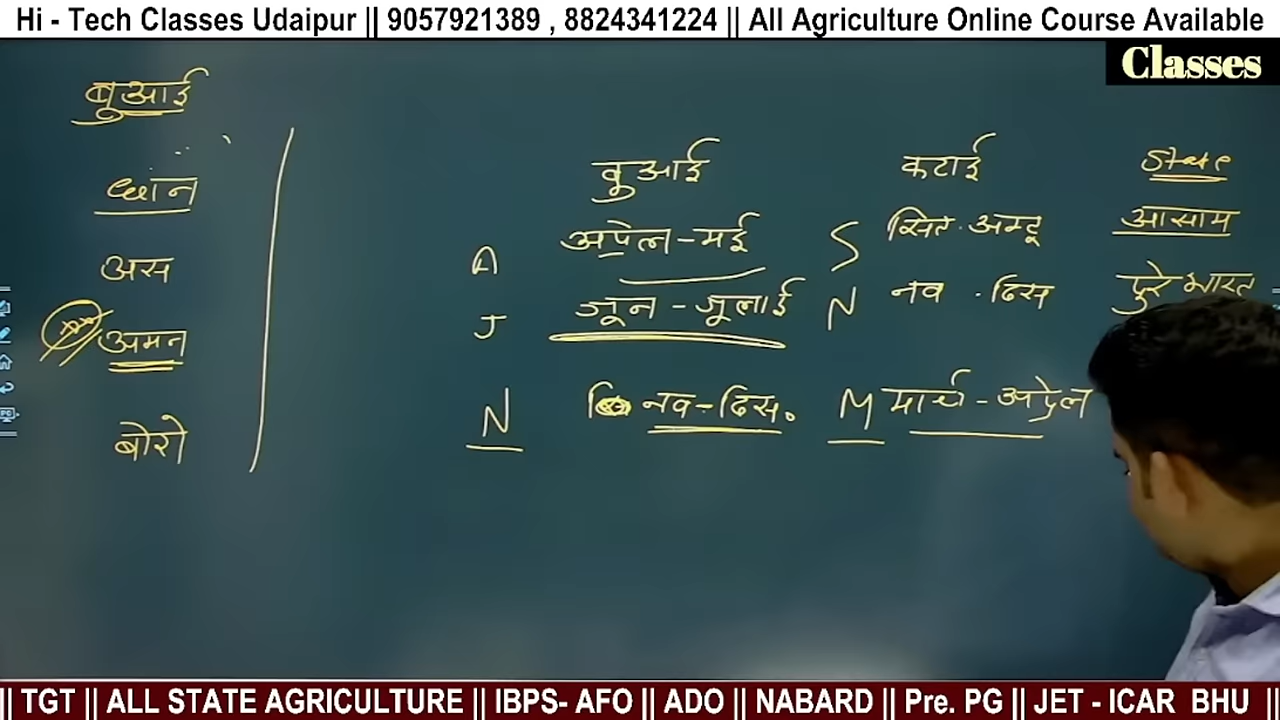 Hi - Tech Classes Udaipur || 9057921389 , 8824341224 || All Agriculture Online Course Available
Classes
बुआई
धान
बुआई कटाई State
अस A अप्रेल-मई S सित. अक्टू आसाम
अमन J जून - जूलाई N नव . दिस पुरे भारत
बोरो N नव-दिस. M मार्च - अप्रेल
|| TGT || ALL STATE AGRICULTURE || IBPS- AFO || ADO || NABARD || Pre. PG || JET - ICAR BHU ||